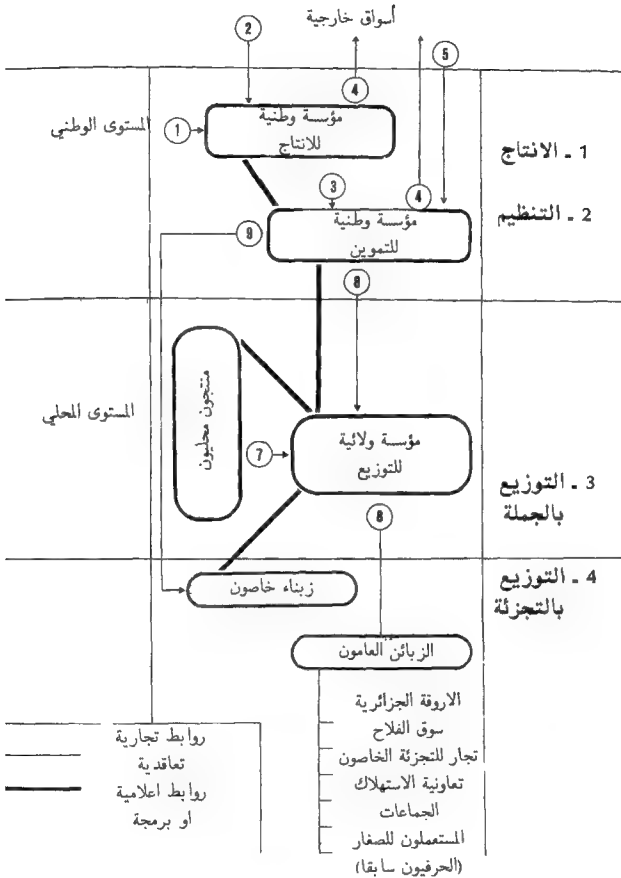 أسواق خارجية
2
5
4
1 ـ الانتاج
مؤسسة وطنية
للانتاج
1
المستوى الوطني
3
4
2 ـ التنظيم
مؤسسة وطنية
للتموين
9
8
منتجون محليون
المستوى المحلي
مؤسسة ولائية
للتوزيع
7
3 ـ التوزيع
بالجملة
8
4 ـ التوزيع
بالتجزئة
زبناء خاصون
الزبائن العامون
الاروقة الجزائرية
سوق الفلاح
تجار للتجزئة الخاصون
تعاونية الاستهلاك
الجماعات
المستعملون للصغار
(الحرفيون سابقا)
روابط تجارية
تعاقدية
روابط اعلامية
او برمجة